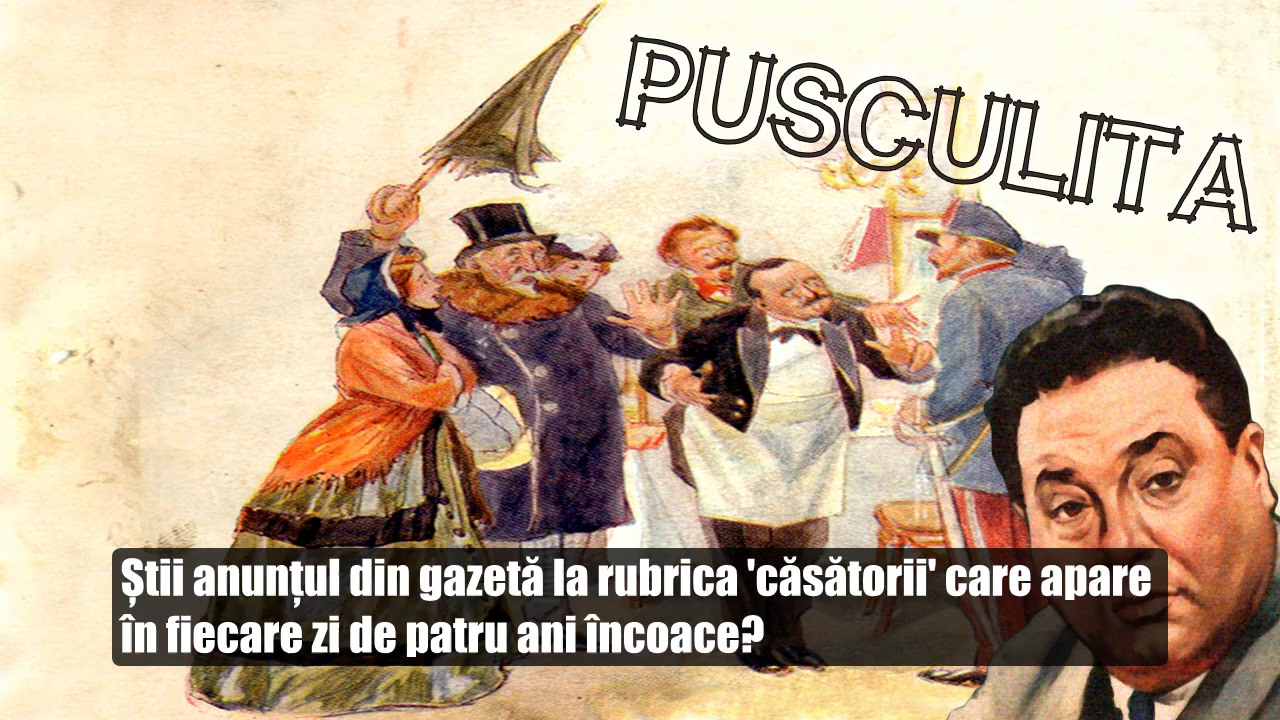 PUSCULITA
Știi anunțul din gazetă la rubrica 'căsătorii' care apare
în fiecare zi de patru ani încoace?